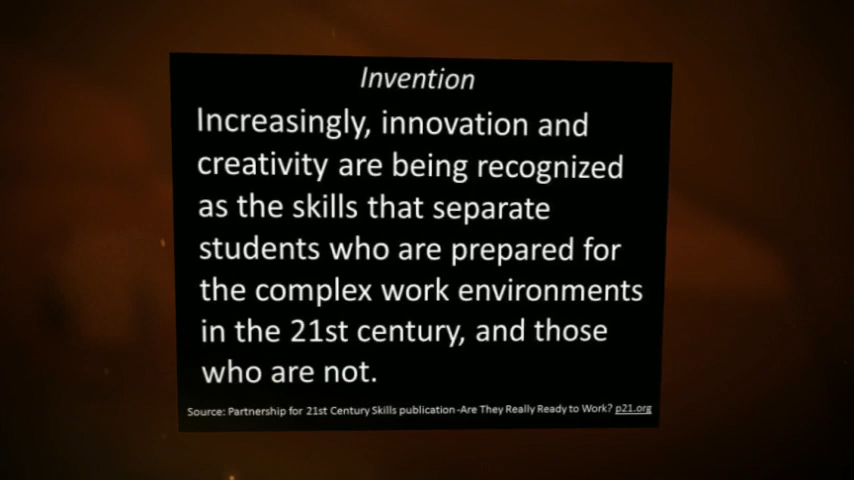 Invention
Increasingly, innovation and
creativity are being recognized
as the skills that separate
students who are prepared for
the complex work environments
in the 21st century, and those
who are not.
Source: Partnership for 21st Century Skills publication-Are They Really Ready to Work? p21.org